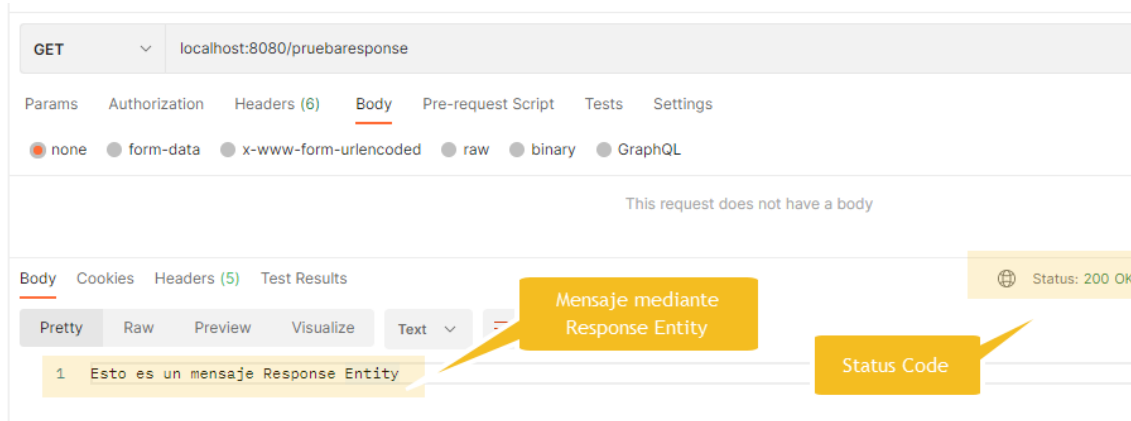 GET localhost:8080/pruebaresponse
Params Authorization Headers (6) Body Pre-request Script Tests Settings
none form-data x-www-form-urlencoded raw binary GraphQL
This request does not have a body
Body Cookies Headers (5) Test Results
Status: 200 OK
Mensaje mediante
Response Entity
Pretty Raw Preview Visualize Text
Status Code
1 Esto es un mensaje Response Entity